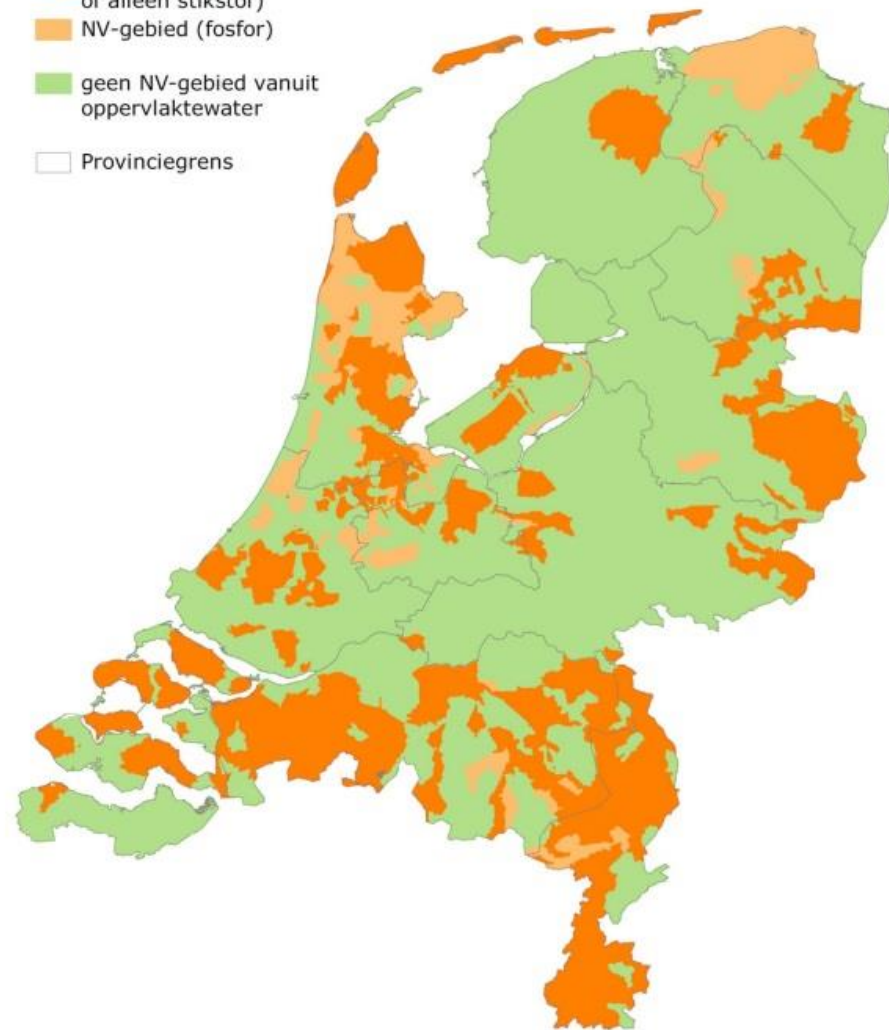 of alleen stikstof)
NV-gebied (fosfor)
geen NV-gebied vanuit
oppervlaktewater
Provinciegrens